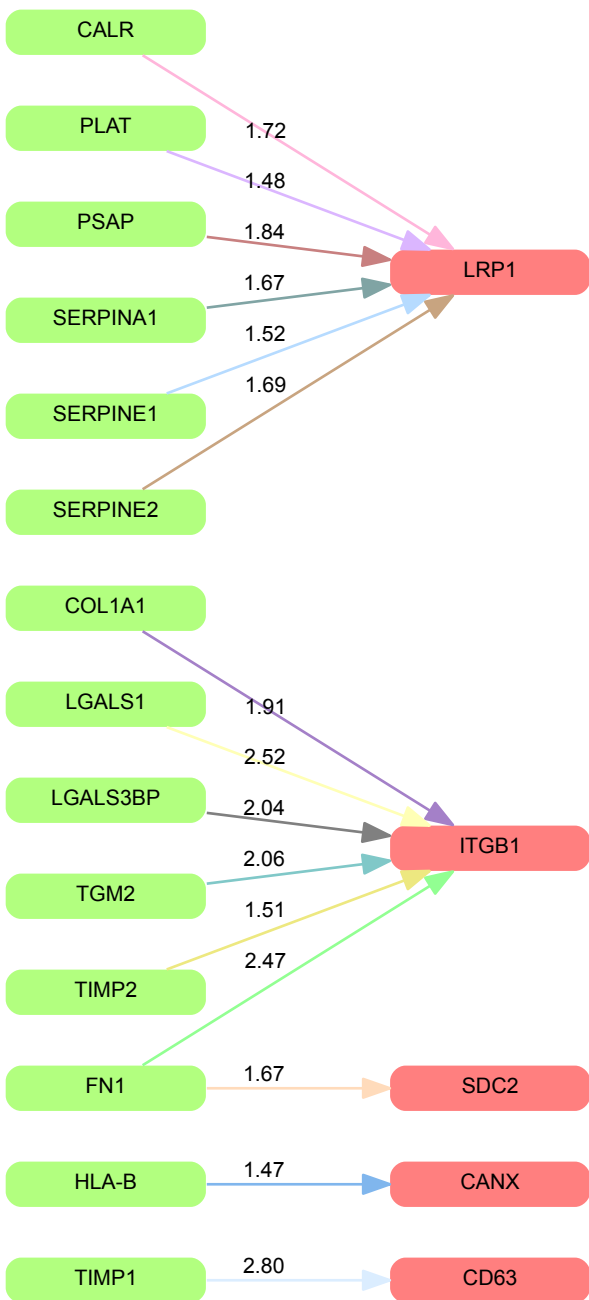 CALR
PLAT
1.72
1.48
PSAP
1.84
LRP1
1.67
SERPINA1
1.52
1.69
SERPINE1
SERPINE2
COL1A1
LGALS1
1.91
2.52
LGALS3BP
2.04
ITGB1
2.06
TGM2
1.51
2.47
TIMP2
FN1
1.67
SDC2
HLA-B
1.47
CANX
TIMP1
2.80
CD63